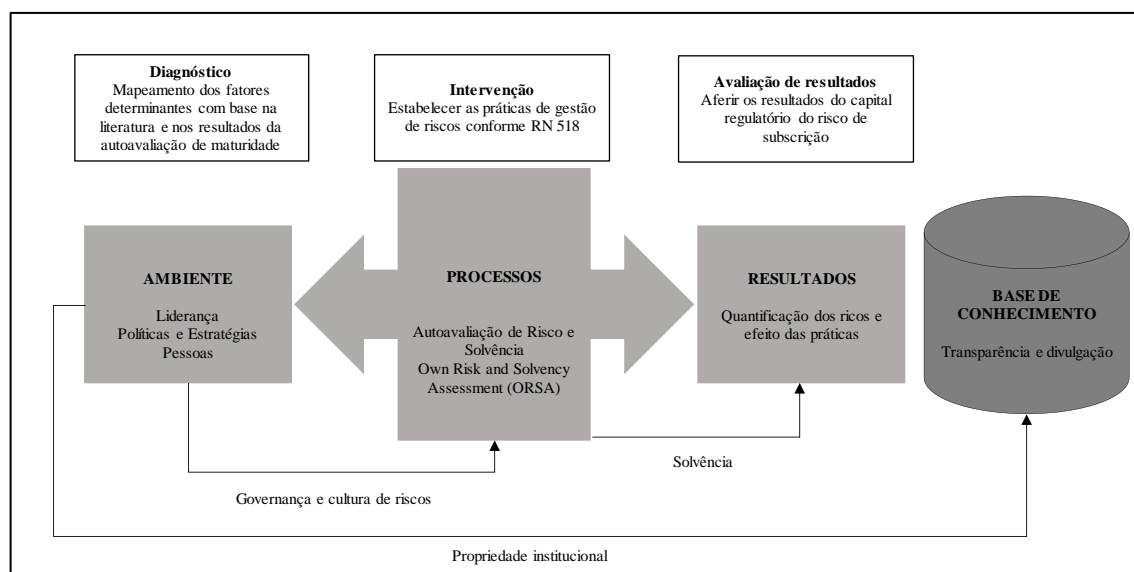 Diagnóstico
Mapeamento dos fatores
determinantes com base na
literatura e nos resultados da
autoavaliação de maturidade
Intervenção
Estabelecer as práticas de gestão
de riscos conforme RN 518
Avaliação de resultados
Aferir os resultados do capital
regulatório do risco de
subscrição
AMBIENTE
Liderança
Políticas e Estratégias
Pessoas
PROCESSOS
Autoavaliação de Risco e
Solvência
Own Risk and Solvency
Assessment (ORSA)
RESULTADOS
Quantificação dos ricos e
efeito das práticas
BASE DE
CONHECIMENTO
Transparência e divulgação
Solvência
Governança e cultura de riscos
Propriedade institucional